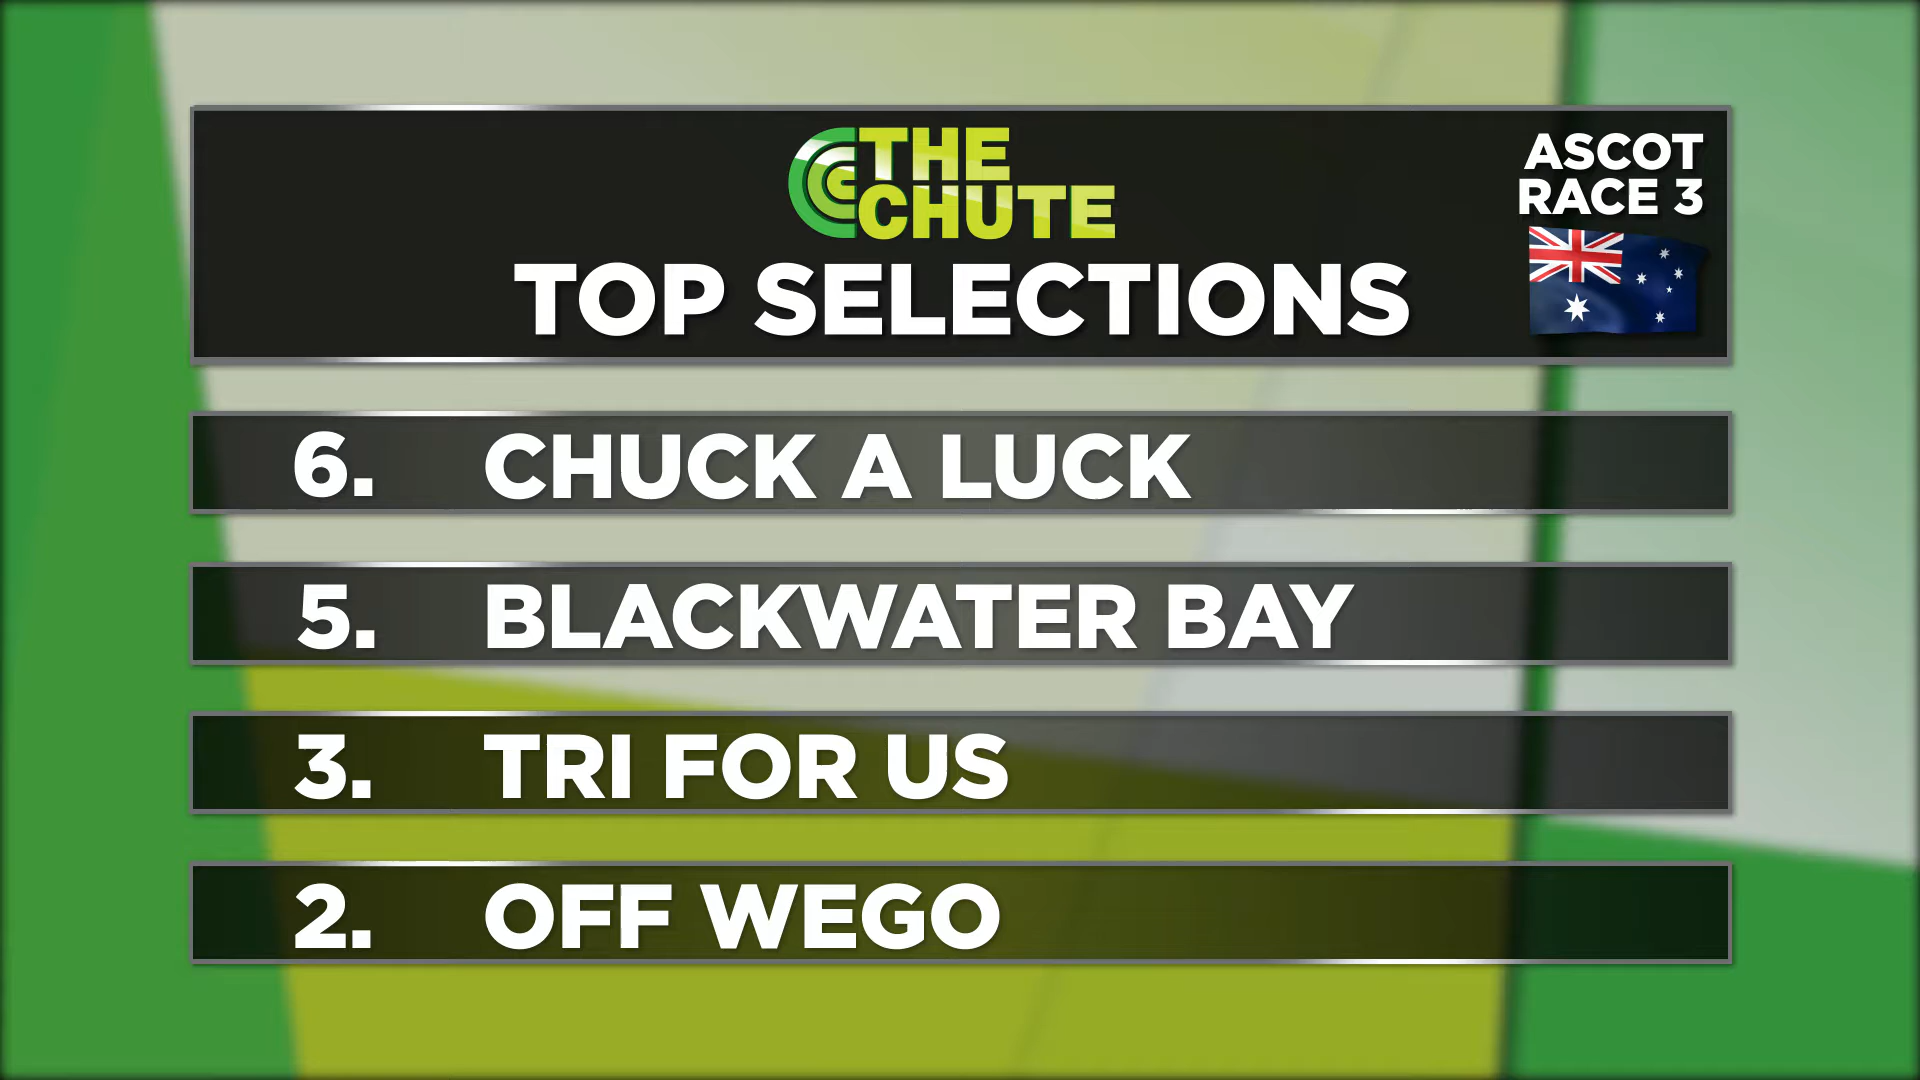 THE
CHUTE
TOP SELECTIONS
ASCOT
RACE 3
6. CHUCK A LUCK
5. BLACKWATER BAY
3. TRI FOR US
2. OFF WEGO